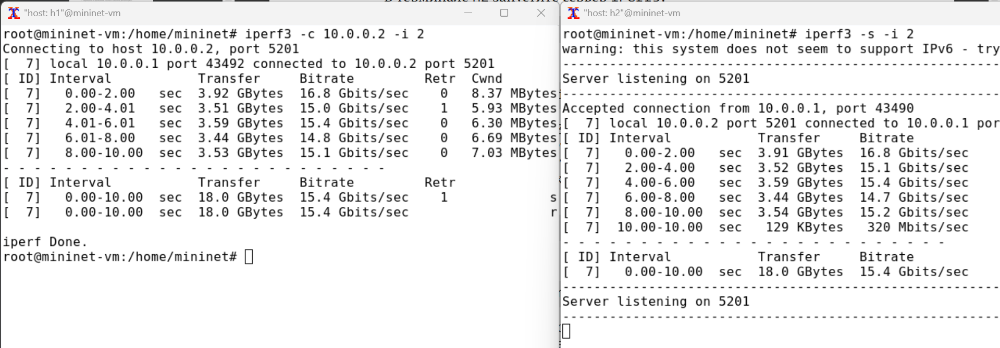 В терминале h2 запустите сервер iPerf3:
"host: h1"@mininet-vm
root@mininet-vm:/home/mininet# iperf3 -c 10.0.0.2 -i 2
Connecting to host 10.0.0.2, port 5201
[  7] local 10.0.0.1 port 43492 connected to 10.0.0.2 port 5201
[ ID] Interval           Transfer     Bitrate         Retr  Cwnd
[  7]   0.00-2.00   sec  3.92 GBytes  16.8 Gbits/sec    0   8.37 MBytes
[  7]   2.00-4.01   sec  3.51 GBytes  15.0 Gbits/sec    1   5.93 MBytes
[  7]   4.01-6.01   sec  3.59 GBytes  15.4 Gbits/sec    0   6.30 MBytes
[  7]   6.01-8.00   sec  3.44 GBytes  14.8 Gbits/sec    0   6.69 MBytes
[  7]   8.00-10.00  sec  3.53 GBytes  15.1 Gbits/sec    0   7.03 MBytes
- - - - - - - - - - - - - - - - - - - - - - - - -
[ ID] Interval           Transfer     Bitrate         Retr
[  7]   0.00-10.00  sec  18.0 GBytes  15.4 Gbits/sec    1             s
[  7]   0.00-10.00  sec  18.0 GBytes  15.4 Gbits/sec                  r
iperf Done.
root@mininet-vm:/home/mininet#
"host: h2"@mininet-vm
root@mininet-vm:/home/mininet# iperf3 -s -i 2
warning: this system does not seem to support IPv6 - try
--------------------------------------------------------
Server listening on 5201
--------------------------------------------------------
Accepted connection from 10.0.0.1, port 43490
[  7] local 10.0.0.2 port 5201 connected to 10.0.0.1 por
[ ID] Interval           Transfer     Bitrate
[  7]   0.00-2.00   sec  3.91 GBytes  16.8 Gbits/sec
[  7]   2.00-4.00   sec  3.52 GBytes  15.1 Gbits/sec
[  7]   4.00-6.00   sec  3.59 GBytes  15.4 Gbits/sec
[  7]   6.00-8.00   sec  3.44 GBytes  14.7 Gbits/sec
[  7]   8.00-10.00  sec  3.54 GBytes  15.2 Gbits/sec
[  7]  10.00-10.00  sec   129 KBytes   320 Mbits/sec
- - - - - - - - - - - - - - - - - - - - - - - - -
[ ID] Interval           Transfer     Bitrate
[  7]   0.00-10.00  sec  18.0 GBytes  15.4 Gbits/sec
--------------------------------------------------------
Server listening on 5201
--------------------------------------------------------